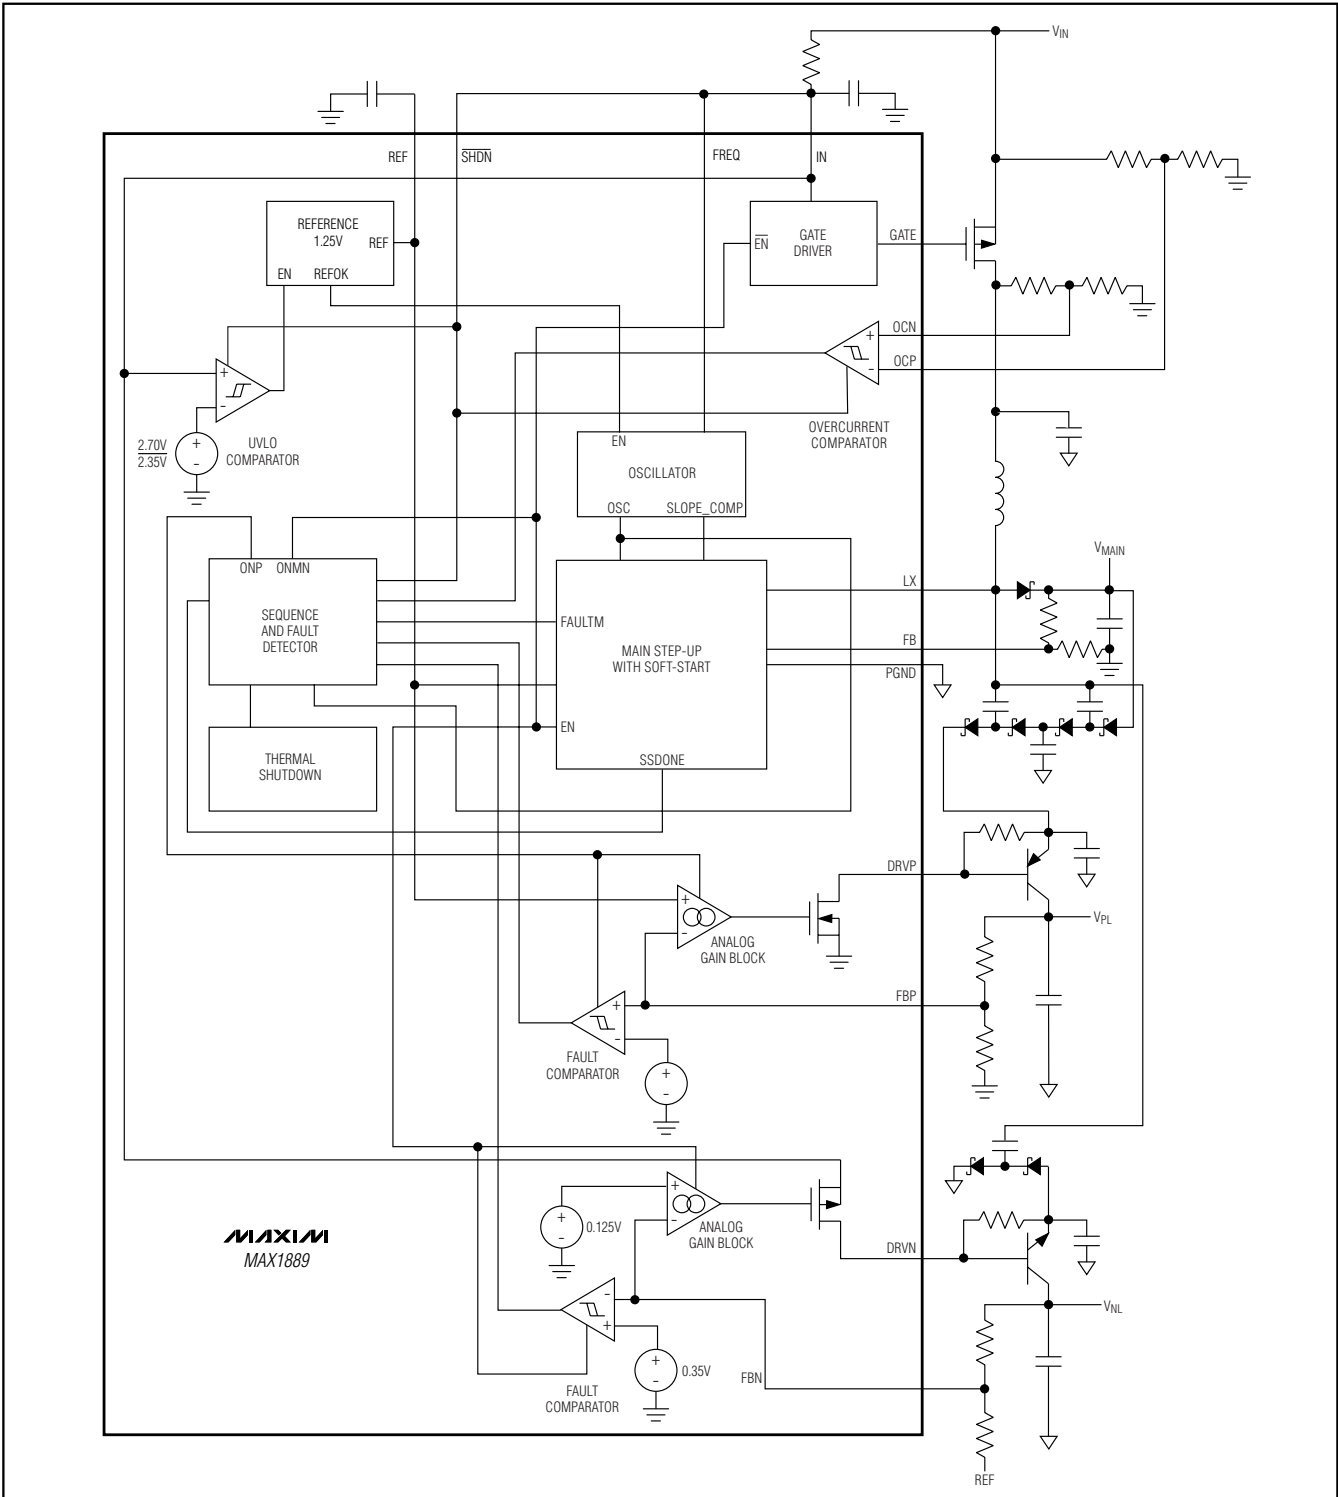 VIN
REF
SHDN
FREQ
IN
REFERENCE
1.25V
REF
EN
REFOK
EN
GATE
DRIVER
GATE
OCN
+
OCP
-
OVERCURRENT
COMPARATOR
+
-
UVLO
COMPARATOR
2.70V
2.35V
+
-
EN
OSCILLATOR
OSC
SLOPE_COMP
ONP
ONMN
SEQUENCE
AND FAULT
DETECTOR
THERMAL
SHUTDOWN
FAULTM
MAIN STEP-UP
WITH SOFT-START
EN
SSDONE
LX
FB
PGND
VMAIN
DRVP
+
-
ANALOG
GAIN BLOCK
VPL
FBP
+
-
FAULT
COMPARATOR
+
-
+
-
ANALOG
GAIN BLOCK
+
-
0.125V
DRVN
VNL
-
+
FAULT
COMPARATOR
+
-
0.35V
FBN
REF
MAXIM
MAX1889